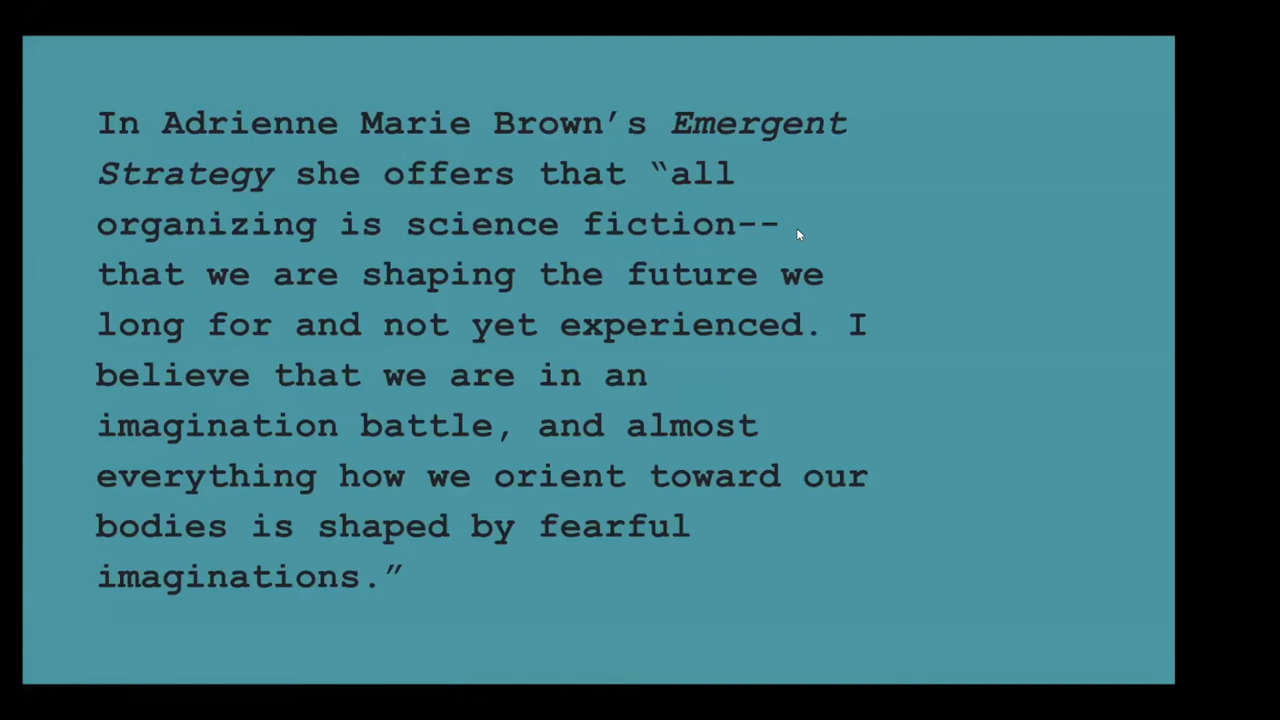 In Adrienne Marie Brown’s Emergent
Strategy she offers that “all
organizing is science fiction--
that we are shaping the future we
long for and not yet experienced. I
believe that we are in an
imagination battle, and almost
everything how we orient toward our
bodies is shaped by fearful
imaginations.”